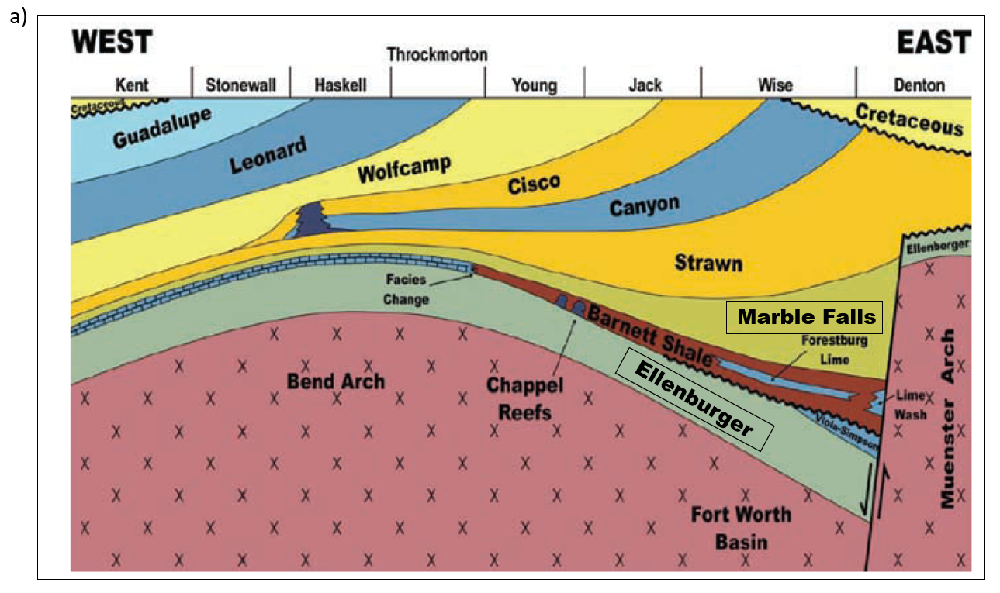 a)
WEST
EAST
Throckmorton
Kent
Stonewall
Haskell
Young
Jack
Wise
Denton
Cretaceous
Cretaceous
Guadalupe
Leonard
Wolfcamp
Cisco
Canyon
Strawn
Ellenberger
Facies
Change
Marble Falls
Barnett Shale
Forestburg
Lime
Bend Arch
Chappel
Reefs
Ellenburger
Lime
Wash
Viola-Simpson
Muenster Arch
Fort Worth
Basin
X